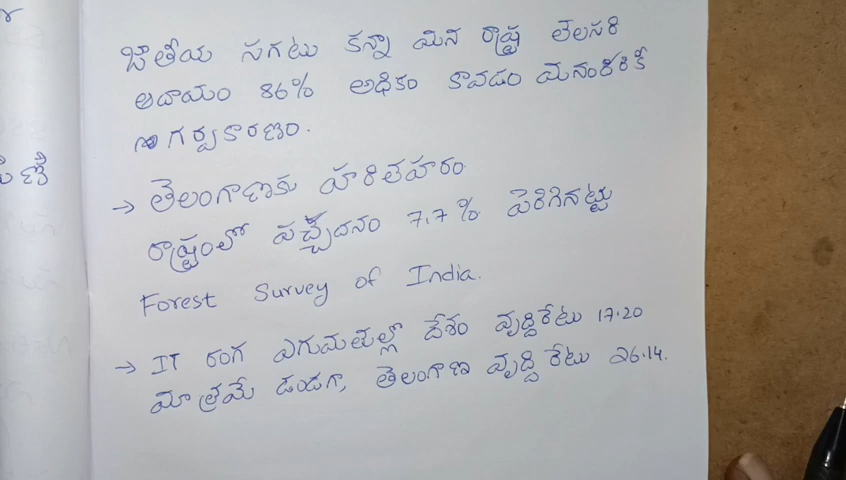 జాతీయ సగటు కన్నా మన రాష్ట్ర తలసరి
ఆదాయం 86% అధికం కావడం మనందరికీ
గర్వకారణం.
→ తెలంగాణకు హరితహారం
రాష్ట్రంలో పచ్చదనం 7.7% పెరిగినట్టు
Forest Survey of India.
→ IT రంగ ఎగుమతుల్లో దేశం వృద్ధిరేటు 17.20
మాత్రమే ఉండగా, తెలంగాణ వృద్ధి రేటు 26.14.